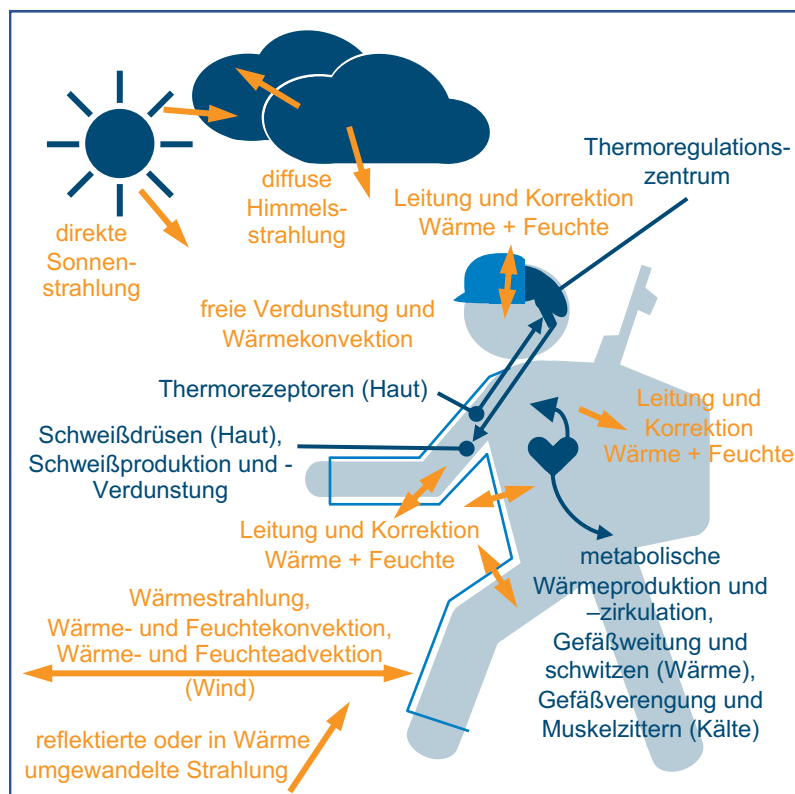 Thermoregulations-
zentrum
diffuse
Himmels-
strahlung
Leitung und Korrektion
Wärme + Feuchte
direkte
Sonnen-
strahlung
freie Verdunstung und
Wärmekonvektion
Thermorezeptoren (Haut)
Leitung und
Korrektion
Wärme + Feuchte
Schweißdrüsen (Haut),
Schweißproduktion und -
Verdunstung
Leitung und Korrektion
Wärme + Feuchte
metabolische
Wärmeproduktion und
–zirkulation,
Gefäßweitung und
schwitzen (Wärme),
Gefäßverengung und
Muskelzittern (Kälte)
Wärmestrahlung,
Wärme- und Feuchtekonvektion,
Wärme- und Feuchteadvektion
(Wind)
reflektierte oder in Wärme
umgewandelte Strahlung